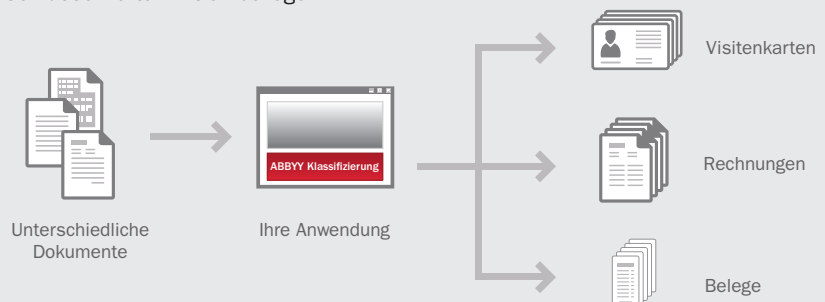 Unterschiedliche
Dokumente
ABBYY Klassifizierung
Ihre Anwendung
Visitenkarten
Rechnungen
Belege